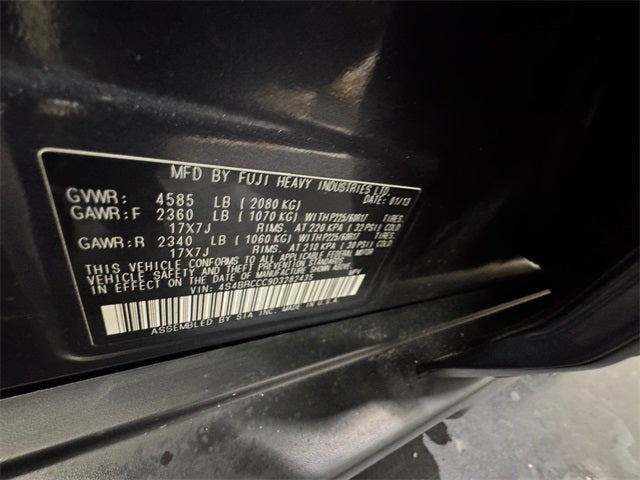 MFD BY FUJI HEAVY INDUSTRIES LTD.
DATE: 01/13
GVWR: 4585 LB (2080 KG)
GAWR:F 2360 LB (1070 KG) WITH P225/60R17 TIRES.
17X7J RIMS. AT 220 KPA (32 PSI) COLD
GAWR:R 2340 LB (1060 KG) WITH P225/60R17 TIRES.
17X7J RIMS. AT 210 KPA (30 PSI) COLD
THIS VEHICLE CONFORMS TO ALL APPLICABLE FEDERAL MOTOR
VEHICLE SAFETY AND THEFT PREVENTION STANDARDS
IN EFFECT ON THE DATE OF MANUFACTURE SHOWN ABOVE.
VIN: 4S4BRCCC9D3282435 MPV
ASSEMBLED BY SIA INC. MADE IN U.S.A.